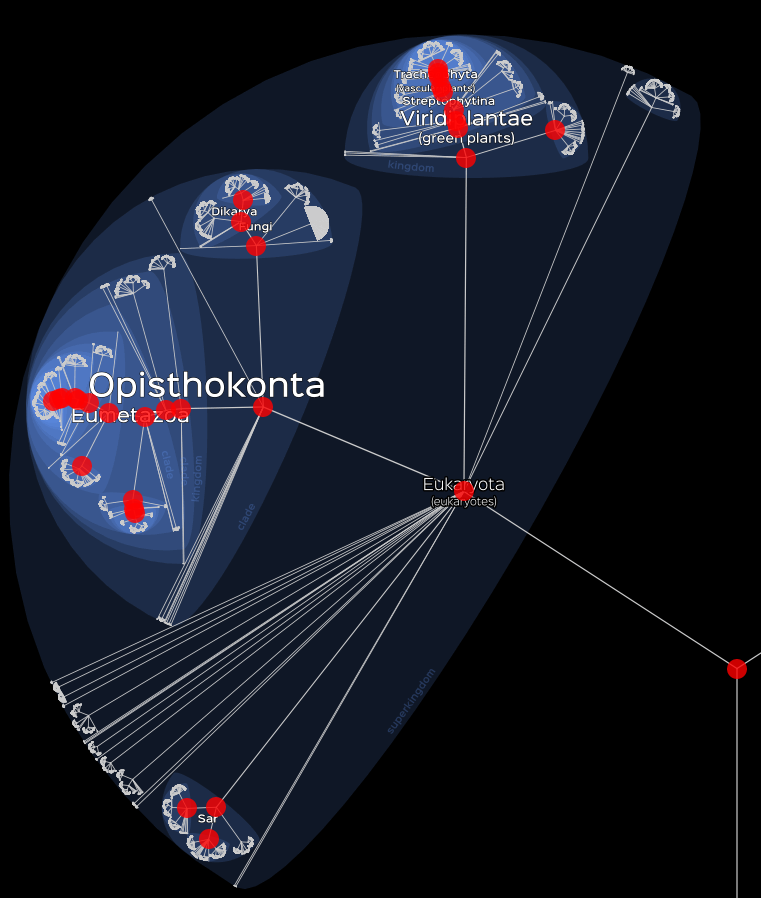 Tracheophyta
(vascular plants)
Streptophytina
Viridiplantae
(green plants)
kingdom
Dikarya
Fungi
Opisthokonta
Eumetazoa
clade
kingdom
clade
Eukaryota
(eukaryotes)
superkingdom
Sar